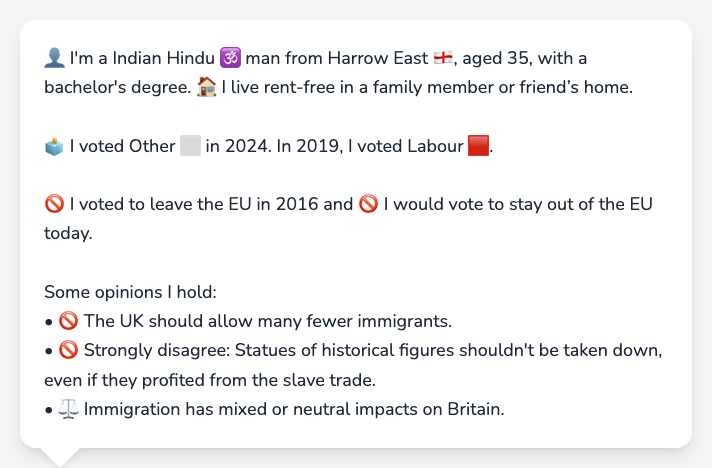 👤 I'm a Indian Hindu 🕉️ man from Harrow East 🏴󠁧󠁢󠁥󠁮󠁧󠁿, aged 35, with a
bachelor's degree. 🏠 I live rent-free in a family member or friend’s home.
🗳️ I voted Other ⬜ in 2024. In 2019, I voted Labour 🟥.
🚫 I voted to leave the EU in 2016 and 🚫 I would vote to stay out of the EU
today.
Some opinions I hold:
• 🚫 The UK should allow many fewer immigrants.
• 🚫 Strongly disagree: Statues of historical figures shouldn't be taken down,
even if they profited from the slave trade.
• ⚖️ Immigration has mixed or neutral impacts on Britain.